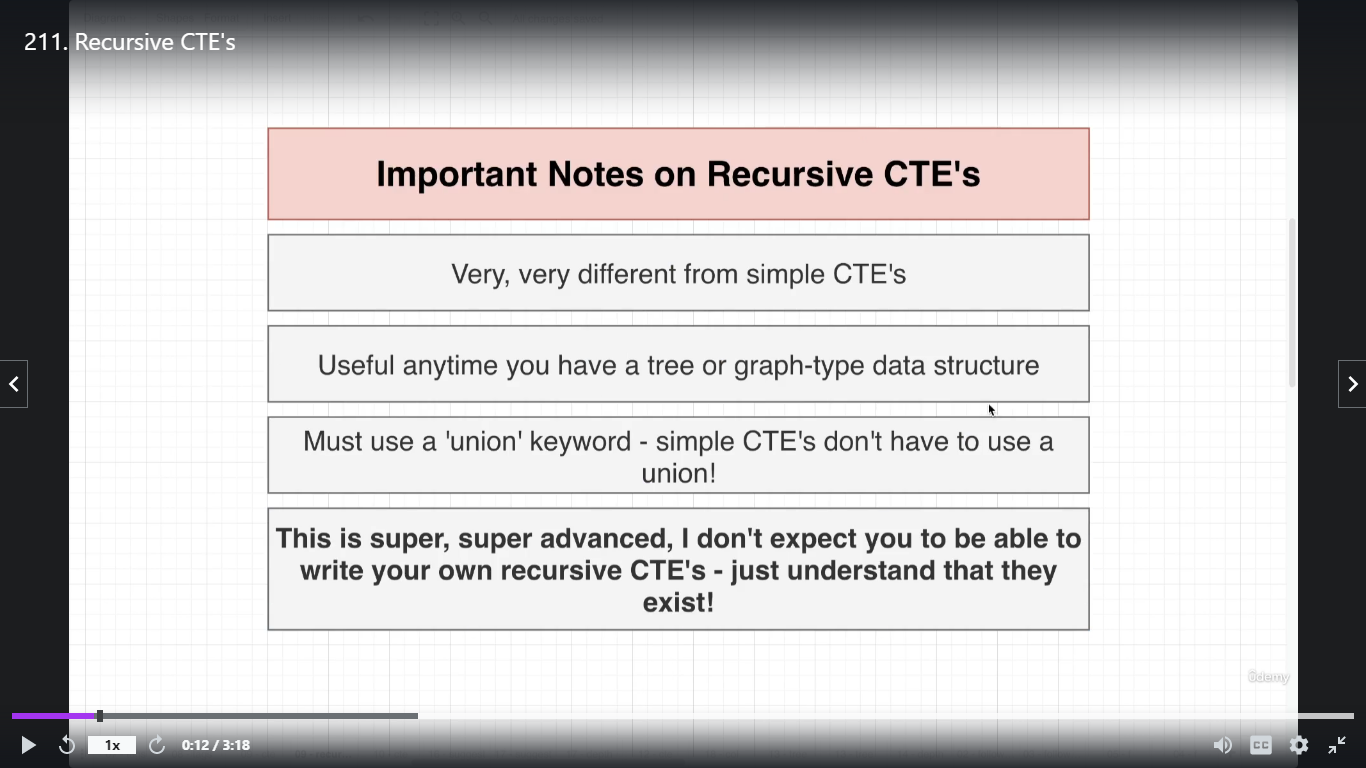 211. Recursive CTE's
Important Notes on Recursive CTE's
Very, very different from simple CTE's
Useful anytime you have a tree or graph-type data structure
Must use a 'union' keyword - simple CTE's don't have to use a
union!
This is super, super advanced, I don't expect you to be able to
write your own recursive CTE's - just understand that they
exist!
ûdemy
1x
0:12 / 3:18
CC